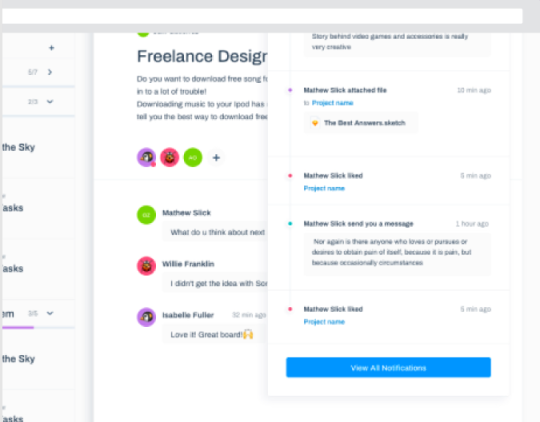 5/7
2/3
the Sky
asks
asks
em 3/5
the Sky
asks
Freelance Design
Do you want to download free song f
in to a lot of trouble!
Downloading music to your Ipod has
tell you the best way to download free
+
Mathew Slick
What do u think about next
Willie Franklin
I didn't get the idea with So
Isabelle Fuller 32 min ago
Love it! Great board!🙌
Story behind video games and accessories is really
very creative
Mathew Slick attached file 10 min ago
to Project name
The Best Answers.sketch
Mathew Slick liked 5 min ago
Project name
Mathew Slick send you a message 1 hour ago
Nor again is there anyone who loves or pursues or
desires to obtain pain of itself, because it is pain, but
because occasionally circumstances
Mathew Slick liked 5 min ago
Project name
View All Notifications